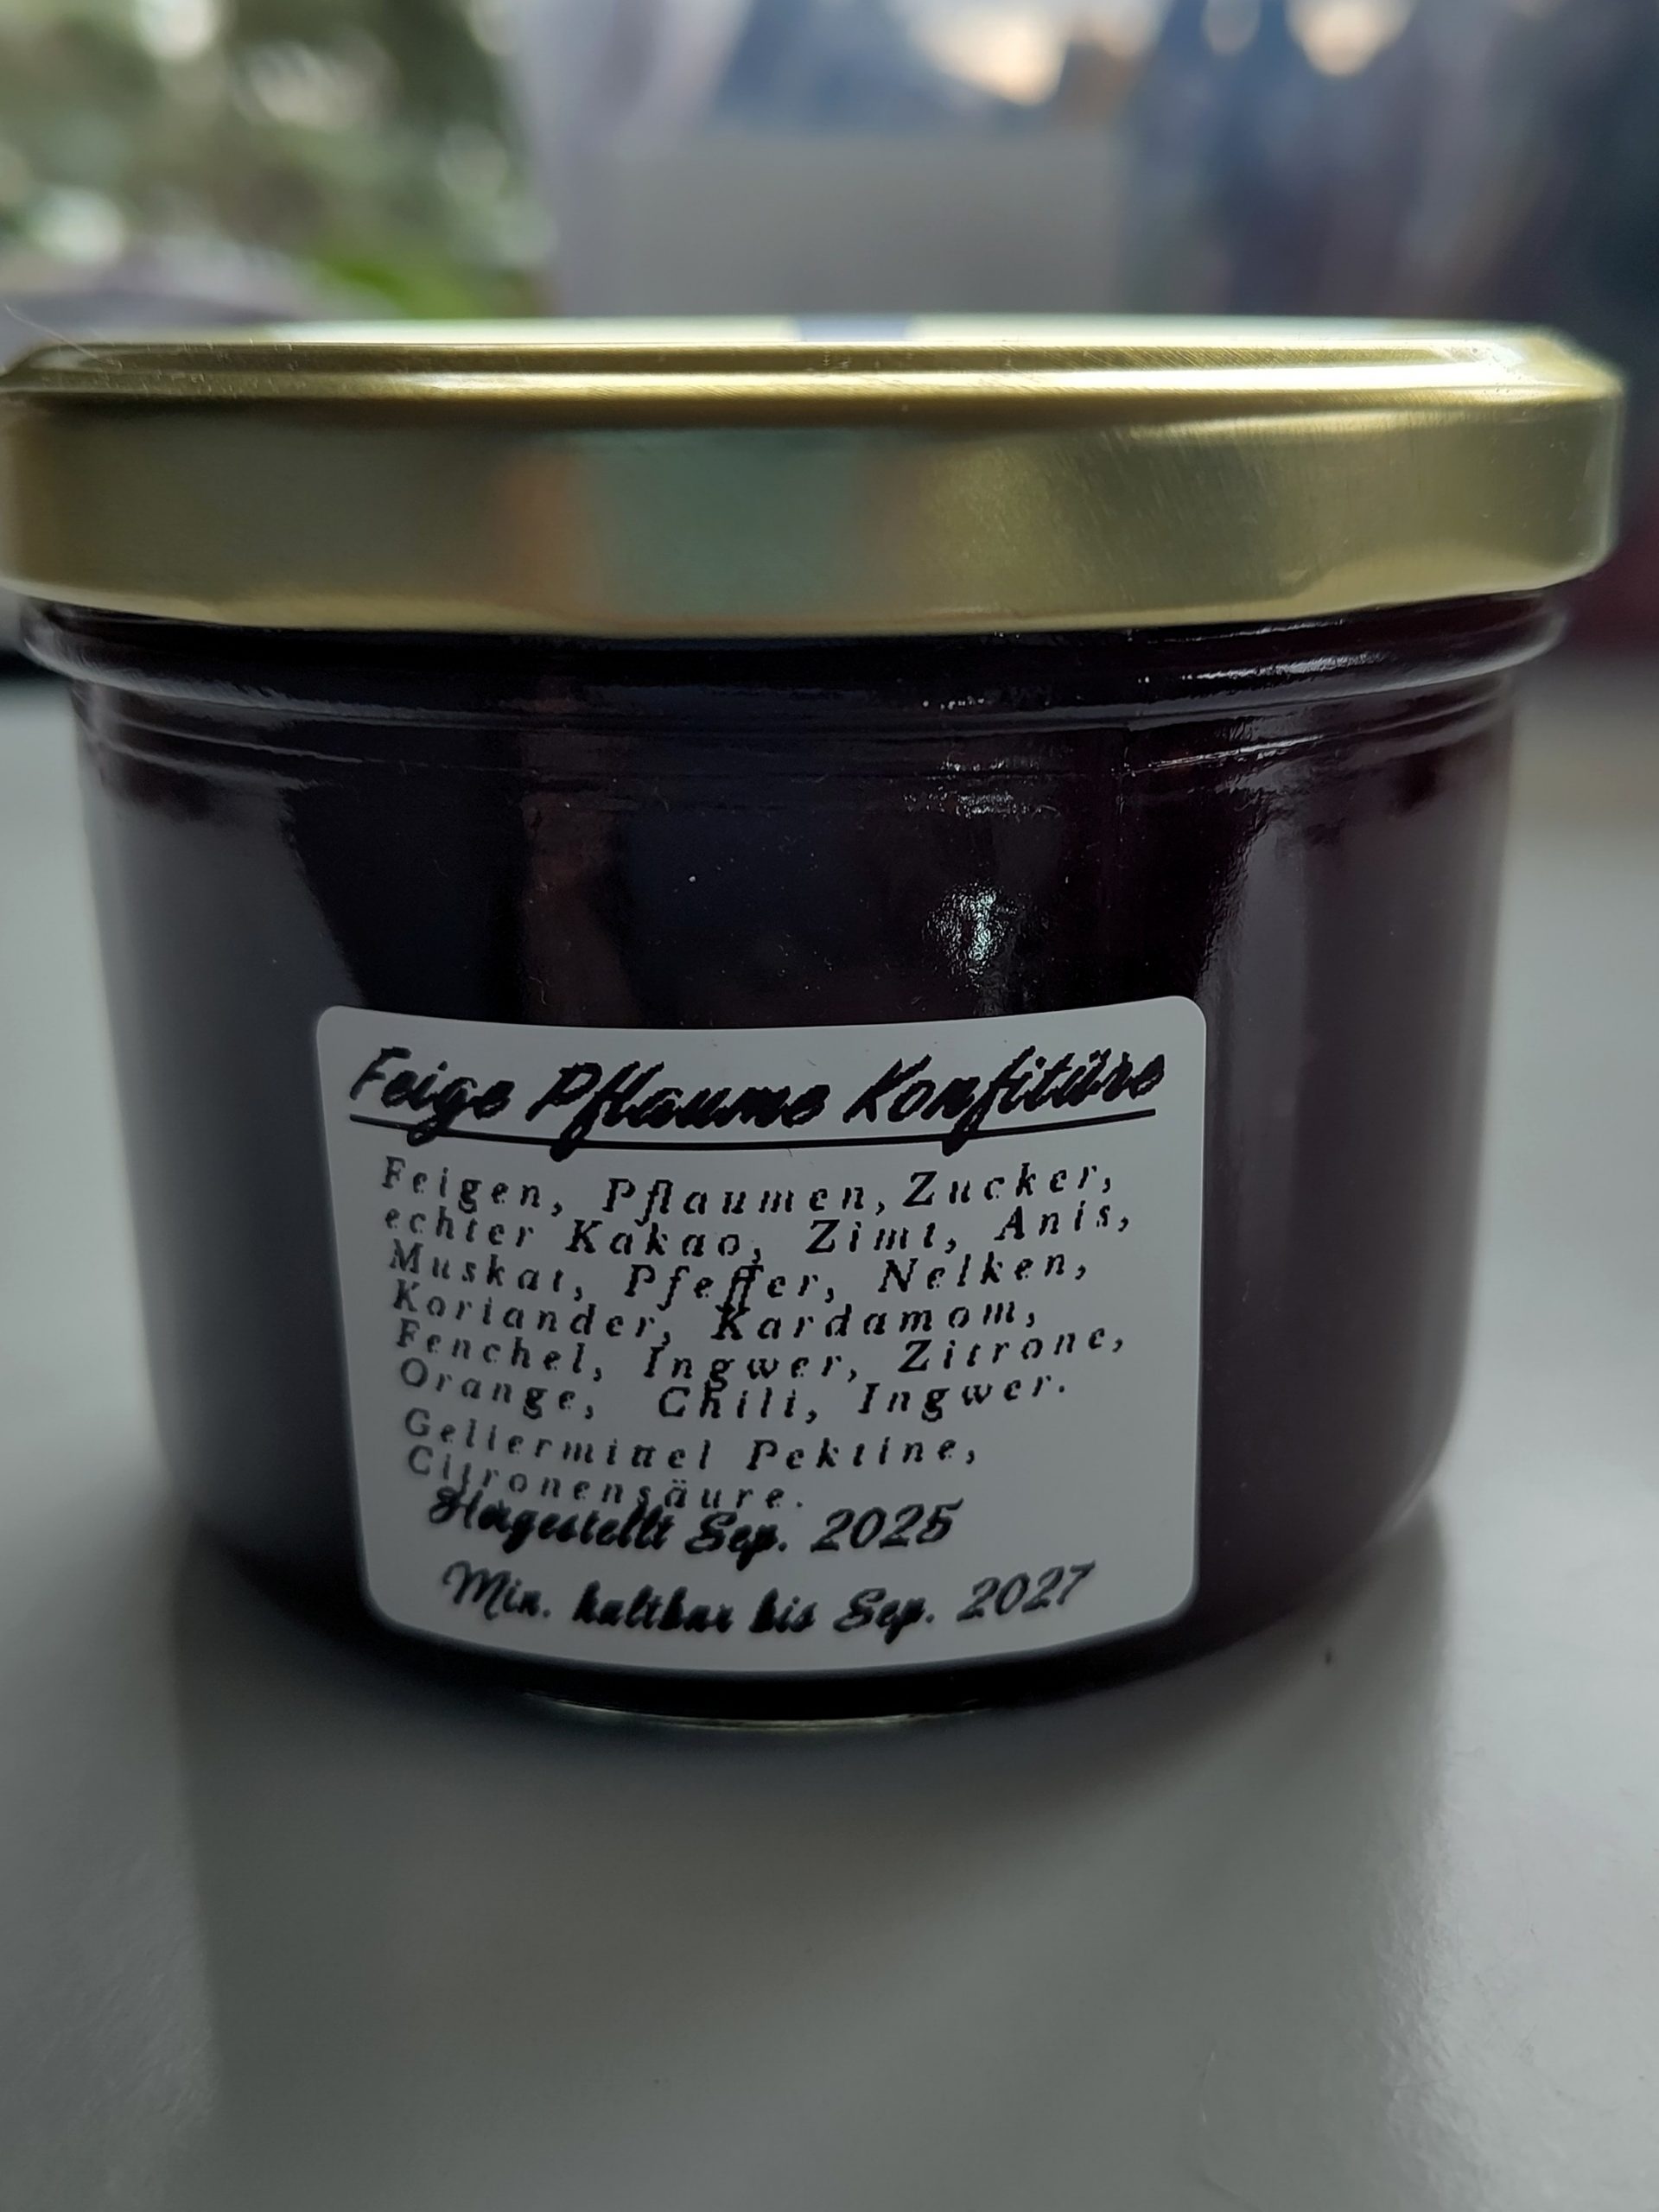 Feige Pflaume Konfitüre
Feigen, Pflaumen, Zucker,
echter Kakao, Zimt, Anis,
Muskat, Pfeffer, Nelken,
Koriander, Kardamom,
Fenchel, Ingwer, Zitrone,
Orange, Chili, Ingwer.
Geliermittel Pektine,
Citronensäure.
Hergestellt Sep. 2025
Min. haltbar bis Sep. 2027